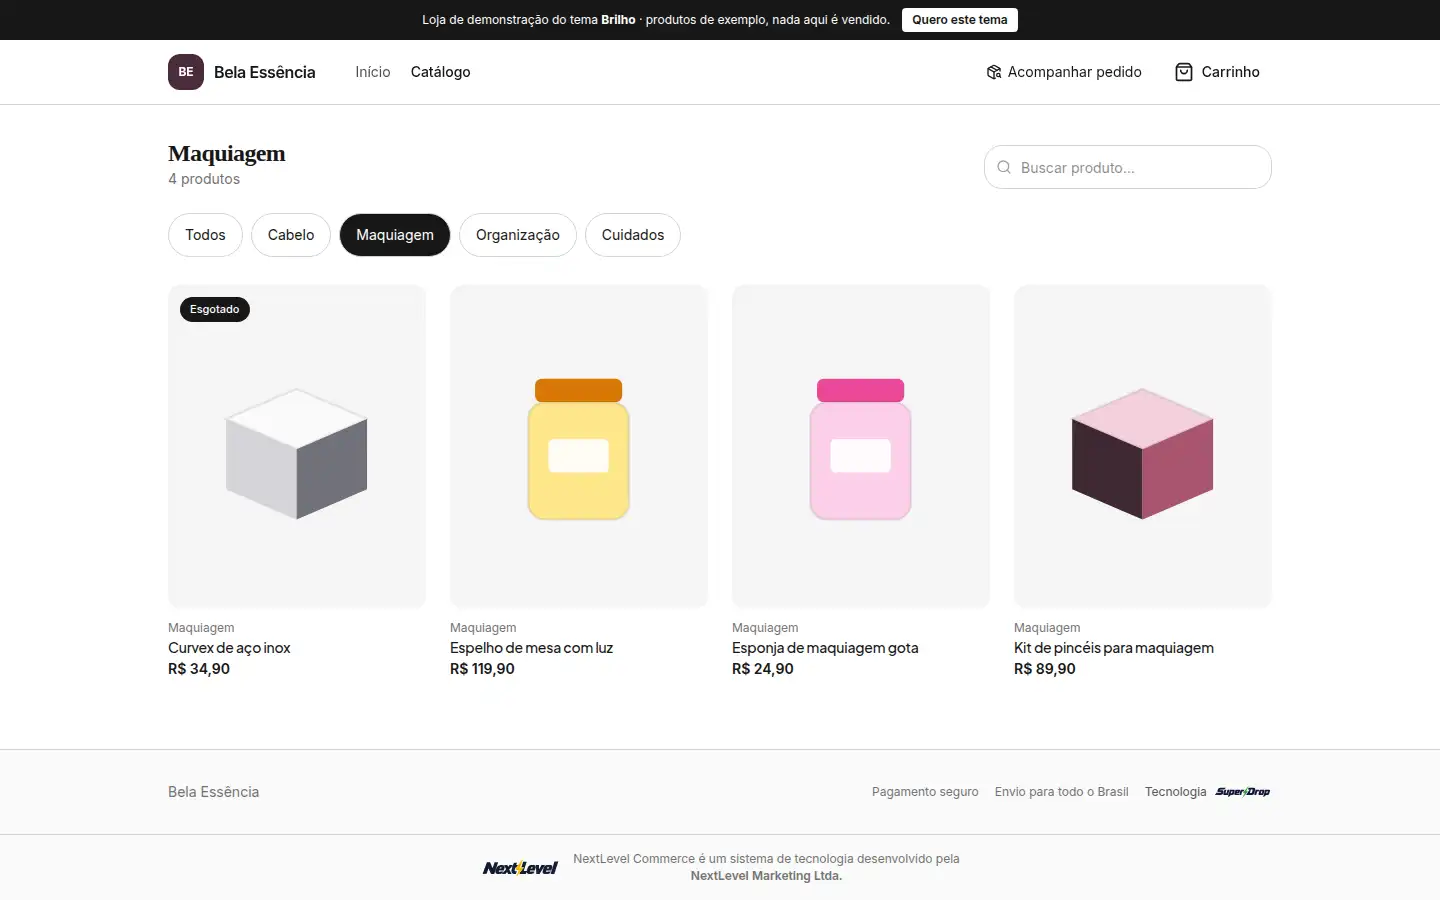 Loja de demonstração do tema Brilho · produtos de exemplo, nada aqui é vendido. Quero este tema
BE Bela Essência Início Catálogo Acompanhar pedido Carrinho
Maquiagem
4 produtos
Buscar produto...
Todos Cabelo Maquiagem Organização Cuidados
Esgotado
Maquiagem
Curvex de aço inox
R$ 34,90
Maquiagem
Espelho de mesa com luz
R$ 119,90
Maquiagem
Esponja de maquiagem gota
R$ 24,90
Maquiagem
Kit de pincéis para maquiagem
R$ 89,90
Bela Essência Pagamento seguro Envio para todo o Brasil Tecnologia SuperDrop
NextLevel NextLevel Commerce é um sistema de tecnologia desenvolvido pela
NextLevel Marketing Ltda.